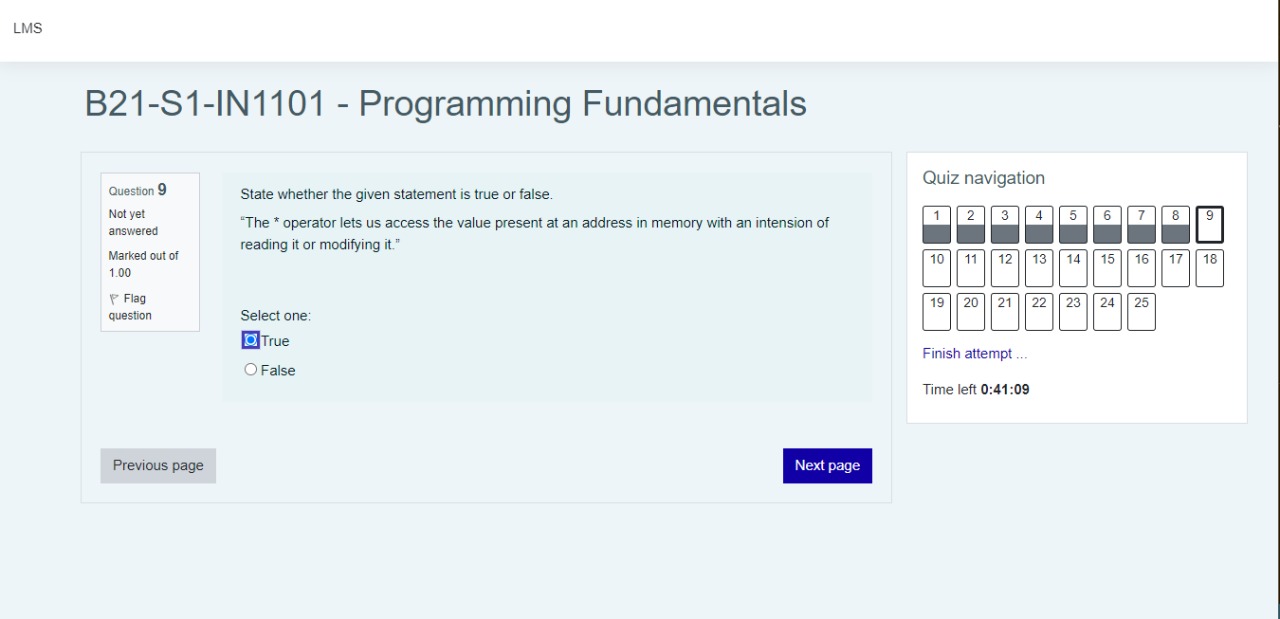 LMS
B21-S1-IN1101 - Programming Fundamentals
Question 9
Not yet
answered
Marked out of
1.00
Flag
question
State whether the given statement is true or false.
“The * operator lets us access the value present at an address in memory with an intension of
reading it or modifying it.”
Select one:
True
False
Previous page
Next page
Quiz navigation
1 2 3 4 5 6 7 8 9
10 11 12 13 14 15 16 17 18
19 20 21 22 23 24 25
Finish attempt ...
Time left 0:41:09